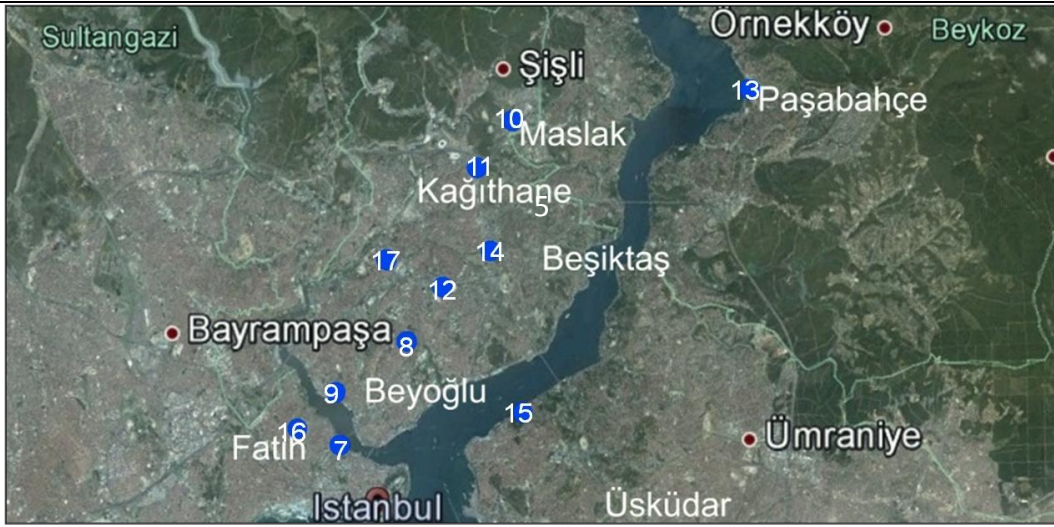 Örnekköy
Sultangazi
Beykoz
Şişli
13
Paşabahçe
10
Maslak
11
Kağıthane
5
14
17
Beşiktaş
12
Bayrampaşa
8
9
Beyoğlu
15
16
Fatih
7
Ümraniye
Istanbul
Üsküdar